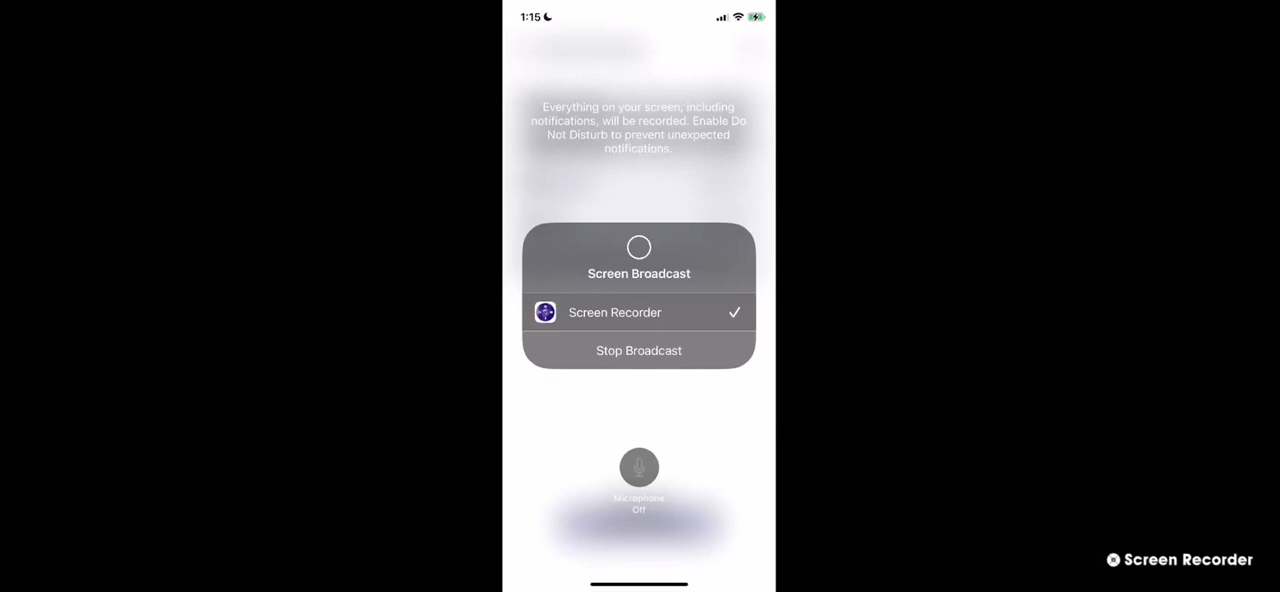 1:15
Everything on your screen, including
notifications, will be recorded. Enable Do
Not Disturb to prevent unexpected
notifications.
Screen Broadcast
Screen Recorder
Stop Broadcast
Microphone
Off
Screen Recorder